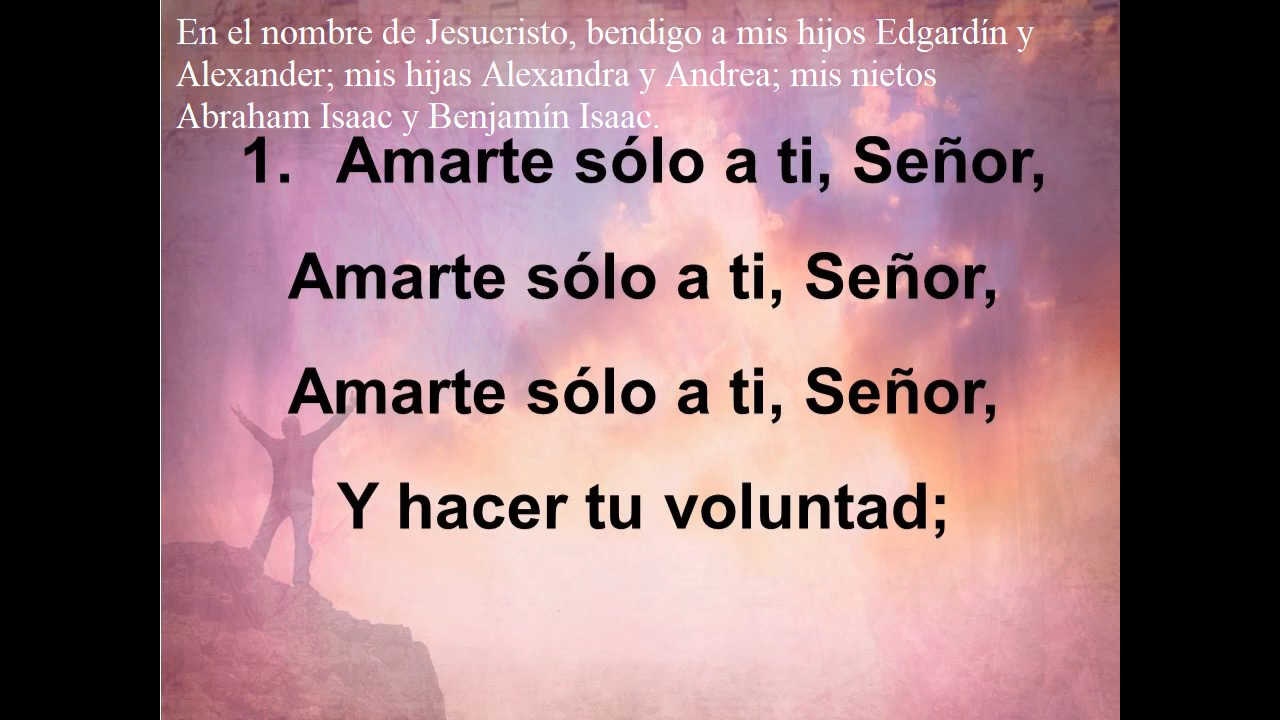 En el nombre de Jesucristo, bendigo a mis hijos Edgardín y
Alexander; mis hijas Alexandra y Andrea; mis nietos
Abraham Isaac y Benjamín Isaac.
1. Amarte sólo a ti, Señor,
Amarte sólo a ti, Señor,
Amarte sólo a ti, Señor,
Y hacer tu voluntad;